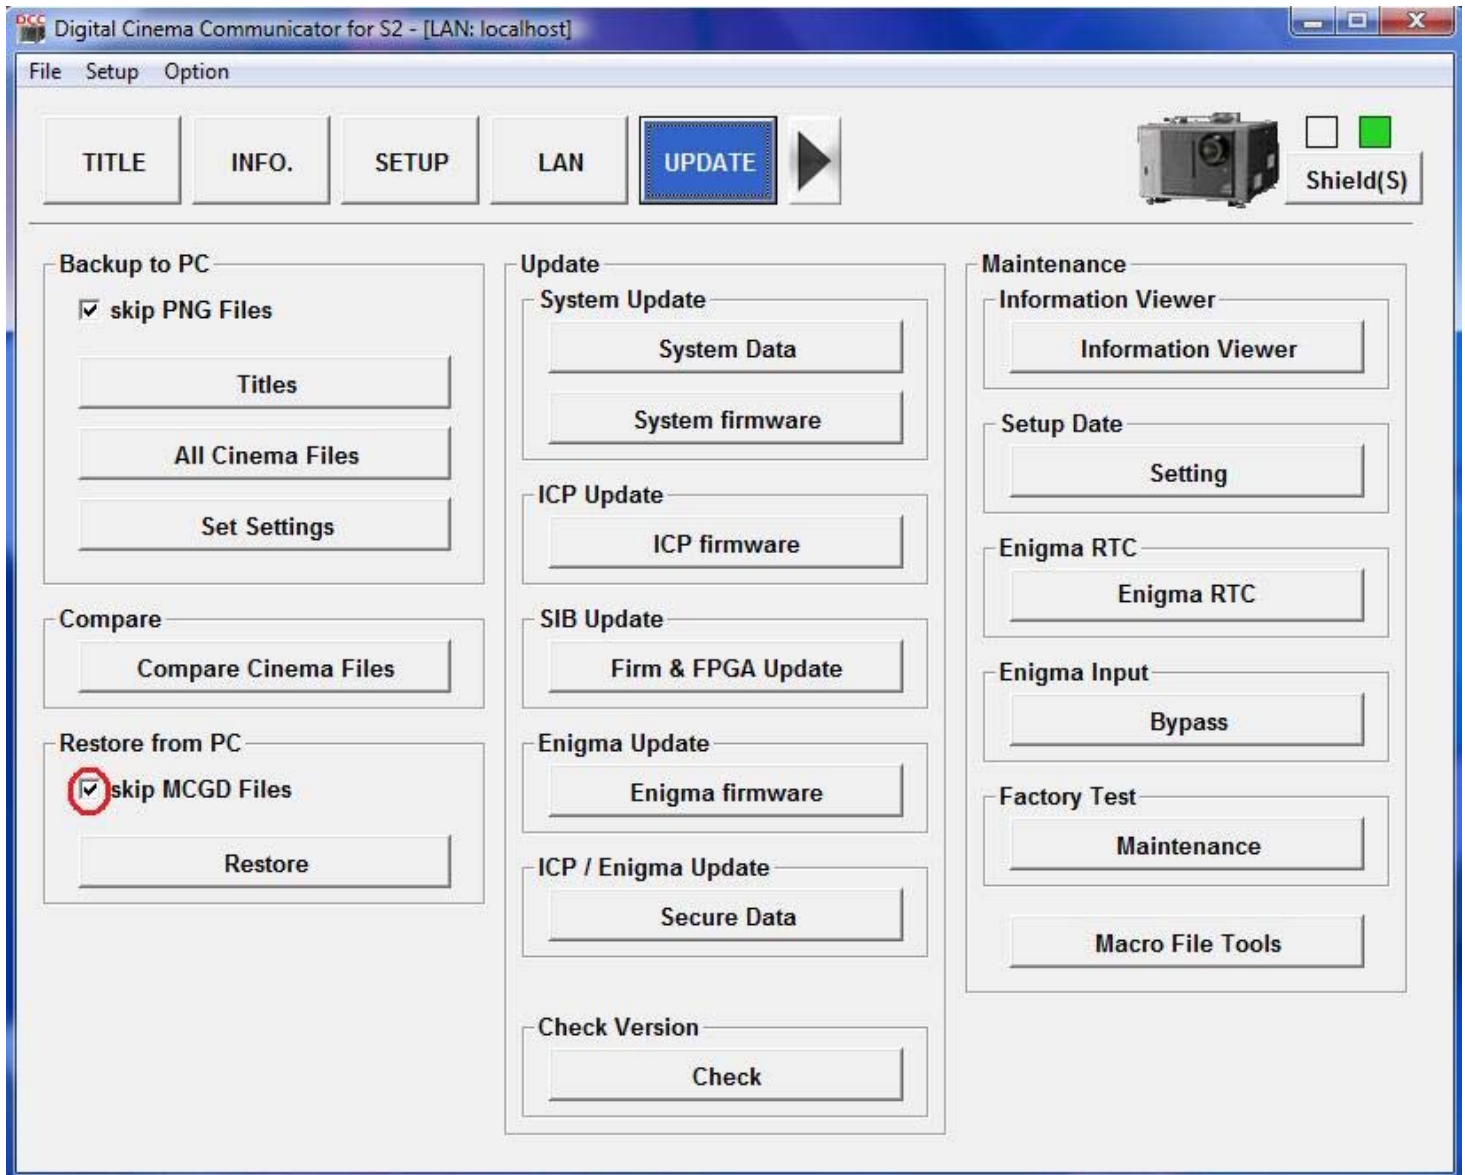 DCC
Digital Cinema Communicator for S2 - [LAN: localhost]
File Setup Option
TITLE INFO. SETUP LAN UPDATE
Shield(S)
Backup to PC
skip PNG Files
Titles
All Cinema Files
Set Settings
Compare
Compare Cinema Files
Restore from PC
skip MCGD Files
Restore
Update
System Update
System Data
System firmware
ICP Update
ICP firmware
SIB Update
Firm & FPGA Update
Enigma Update
Enigma firmware
ICP / Enigma Update
Secure Data
Check Version
Check
Maintenance
Information Viewer
Information Viewer
Setup Date
Setting
Enigma RTC
Enigma RTC
Enigma Input
Bypass
Factory Test
Maintenance
Macro File Tools